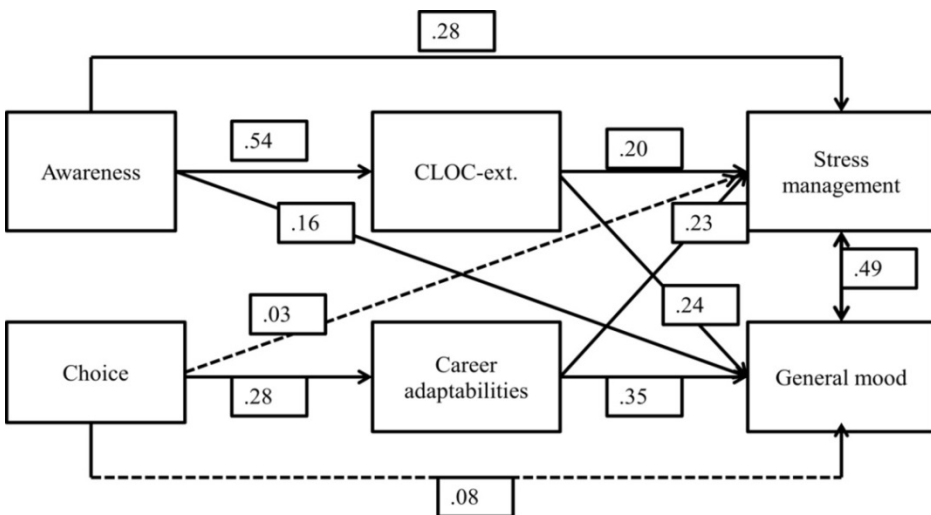 .28
Awareness
.54
CLOC-ext.
.20
Stress
management
.16
.23
.49
.03
.24
Choice
.28
Career
adaptabilities
.35
General mood
.08